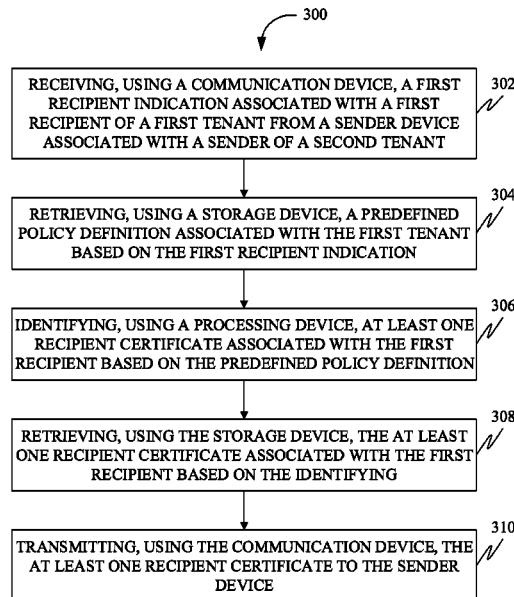 300
302
RECEIVING, USING A COMMUNICATION DEVICE, A FIRST
RECIPIENT INDICATION ASSOCIATED WITH A FIRST
RECIPIENT OF A FIRST TENANT FROM A SENDER DEVICE
ASSOCIATED WITH A SENDER OF A SECOND TENANT
304
RETRIEVING, USING A STORAGE DEVICE, A PREDEFINED
POLICY DEFINITION ASSOCIATED WITH THE FIRST TENANT
BASED ON THE FIRST RECIPIENT INDICATION
306
IDENTIFYING, USING A PROCESSING DEVICE, AT LEAST ONE
RECIPIENT CERTIFICATE ASSOCIATED WITH THE FIRST
RECIPIENT BASED ON THE PREDEFINED POLICY DEFINITION
308
RETRIEVING, USING THE STORAGE DEVICE, THE AT LEAST
ONE RECIPIENT CERTIFICATE ASSOCIATED WITH THE FIRST
RECIPIENT BASED ON THE IDENTIFYING
310
TRANSMITTING, USING THE COMMUNICATION DEVICE, THE
AT LEAST ONE RECIPIENT CERTIFICATE TO THE SENDER
DEVICE